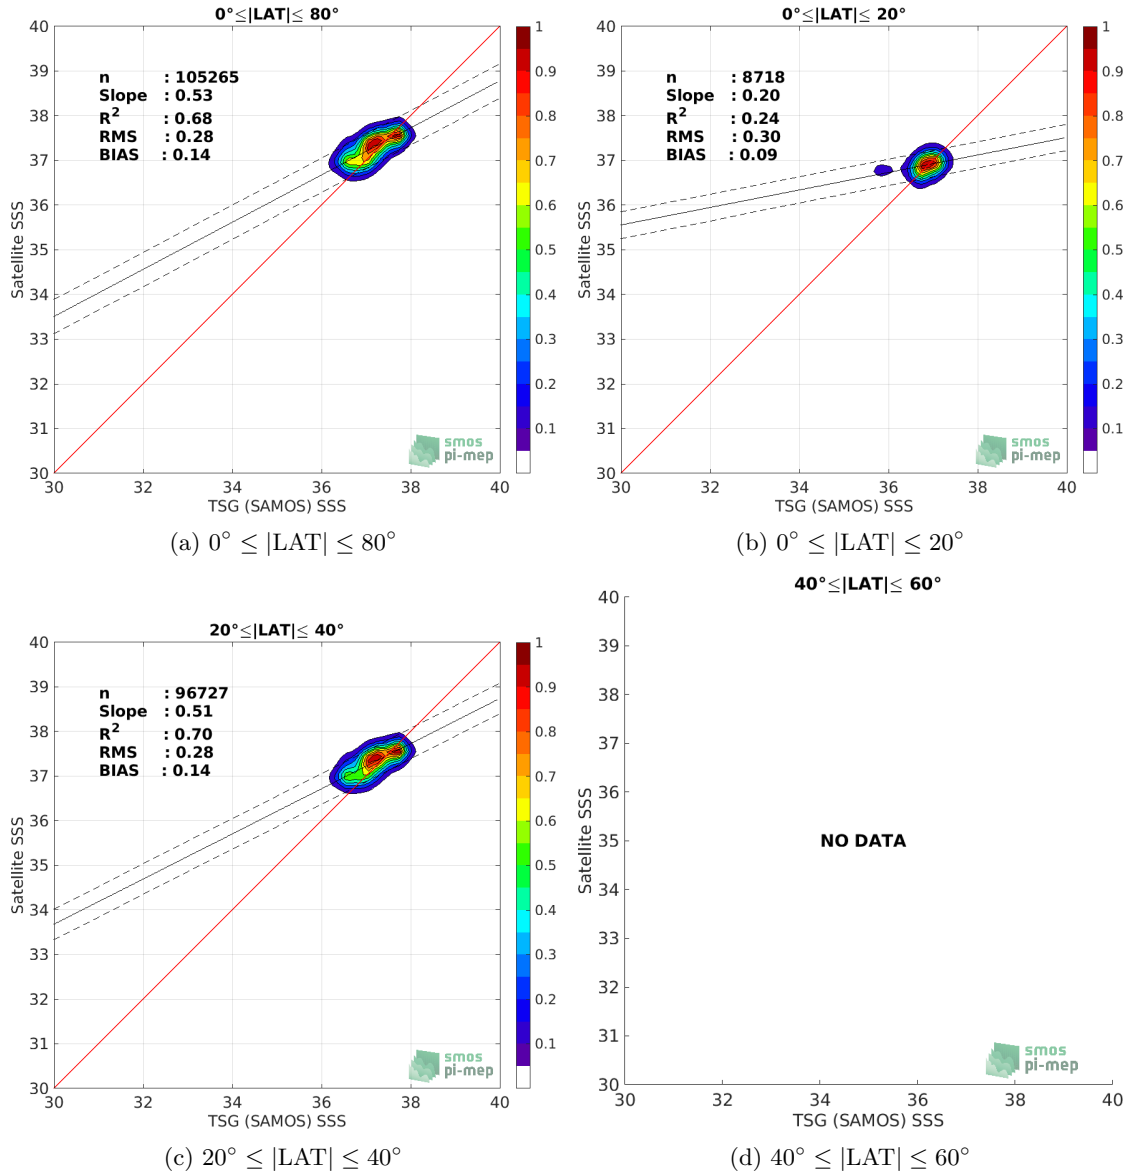 0°≤|LAT|≤ 80°
40
39
38
37
36
35
34
33
32
31
30
Satellite SSS
n : 105265
Slope : 0.53
R² : 0.68
RMS : 0.28
BIAS : 0.14
smos
pi-mep
30 32 34 36 38 40
TSG (SAMOS) SSS
1
0.9
0.8
0.7
0.6
0.5
0.4
0.3
0.2
0.1
(a) 0° ≤ |LAT| ≤ 80°
0°≤|LAT|≤ 20°
40
39
38
37
36
35
34
33
32
31
30
Satellite SSS
n : 8718
Slope : 0.20
R² : 0.24
RMS : 0.30
BIAS : 0.09
smos
pi-mep
30 32 34 36 38 40
TSG (SAMOS) SSS
1
0.9
0.8
0.7
0.6
0.5
0.4
0.3
0.2
0.1
(b) 0° ≤ |LAT| ≤ 20°
20°≤|LAT|≤ 40°
40
39
38
37
36
35
34
33
32
31
30
Satellite SSS
n : 96727
Slope : 0.51
R² : 0.70
RMS : 0.28
BIAS : 0.14
smos
pi-mep
30 32 34 36 38 40
TSG (SAMOS) SSS
1
0.9
0.8
0.7
0.6
0.5
0.4
0.3
0.2
0.1
(c) 20° ≤ |LAT| ≤ 40°
40°≤|LAT|≤ 60°
40
39
38
37
36
35
34
33
32
31
30
Satellite SSS
NO DATA
smos
pi-mep
30 32 34 36 38 40
TSG (SAMOS) SSS
(d) 40° ≤ |LAT| ≤ 60°